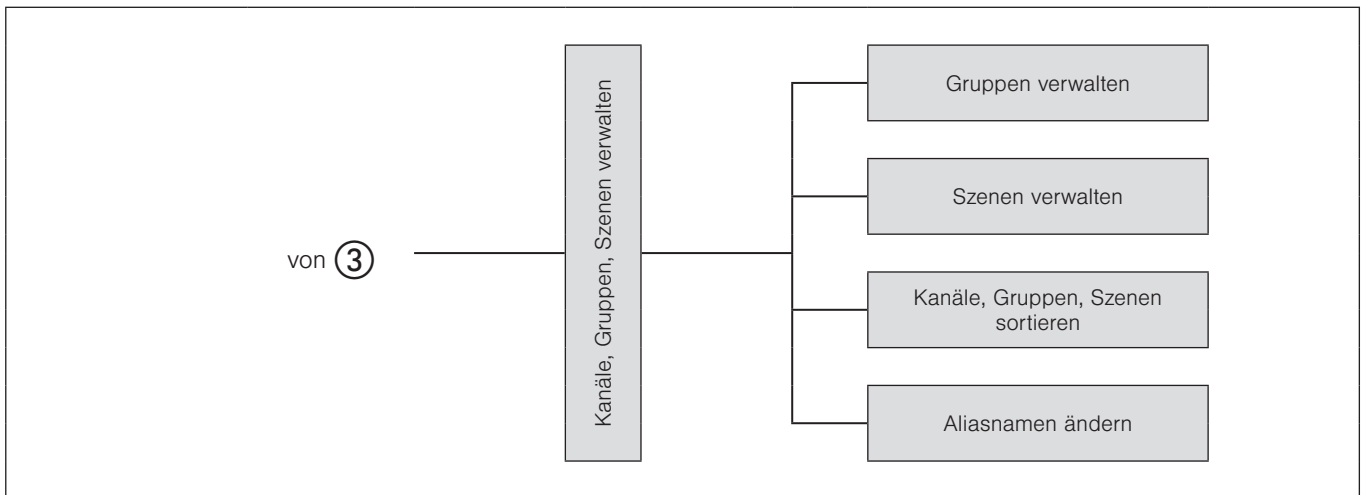 von ③
Kanäle, Gruppen, Szenen verwalten
Gruppen verwalten
Szenen verwalten
Kanäle, Gruppen, Szenen
sortieren
Aliasnamen ändern